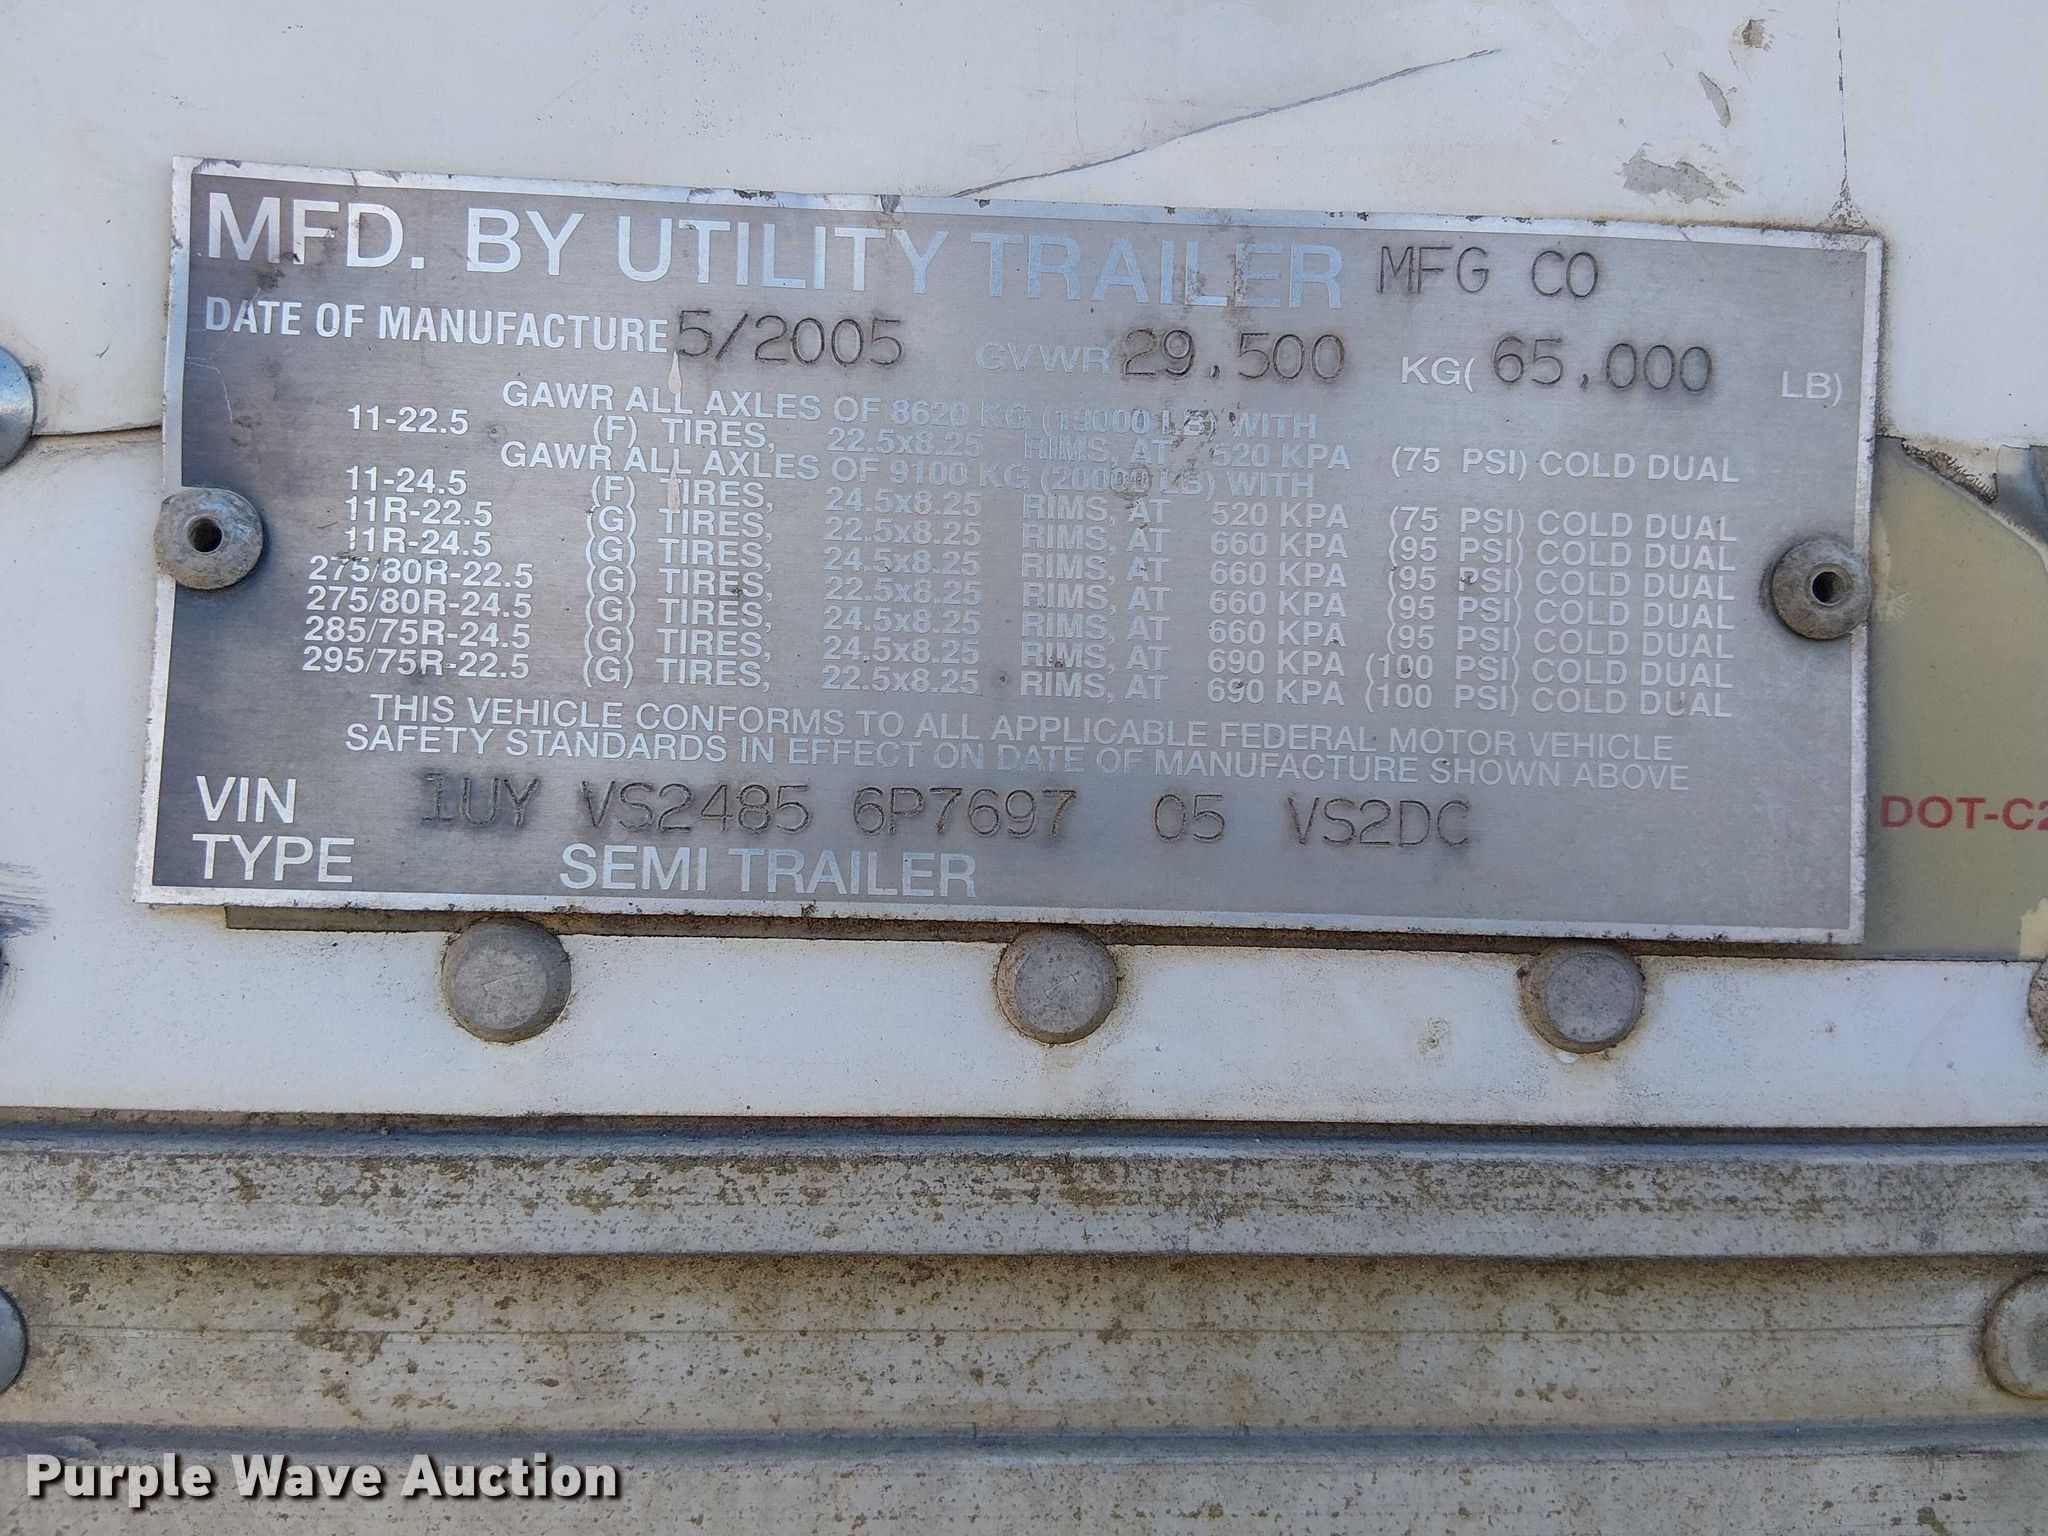 MFD. BY UTILITY TRAILER MFG CO
DATE OF MANUFACTURE 5/2005 GVWR 29,500 KG( 65,000 LB)
GAWR ALL AXLES OF 8620 KG (19000 LB) WITH
11-22.5 (F) TIRES, 22.5x8.25 RIMS, AT 520 KPA (75 PSI) COLD DUAL
GAWR ALL AXLES OF 9100 KG (20000 LB) WITH
11-24.5 (F) TIRES, 24.5x8.25 RIMS, AT 520 KPA (75 PSI) COLD DUAL
11R-22.5 (G) TIRES, 22.5x8.25 RIMS, AT 660 KPA (95 PSI) COLD DUAL
11R-24.5 (G) TIRES, 24.5x8.25 RIMS, AT 660 KPA (95 PSI) COLD DUAL
275/80R-22.5 (G) TIRES, 22.5x8.25 RIMS, AT 660 KPA (95 PSI) COLD DUAL
275/80R-24.5 (G) TIRES, 24.5x8.25 RIMS, AT 660 KPA (95 PSI) COLD DUAL
285/75R-24.5 (G) TIRES, 24.5x8.25 RIMS, AT 690 KPA (100 PSI) COLD DUAL
295/75R-22.5 (G) TIRES, 22.5x8.25 RIMS, AT 690 KPA (100 PSI) COLD DUAL
THIS VEHICLE CONFORMS TO ALL APPLICABLE FEDERAL MOTOR VEHICLE
SAFETY STANDARDS IN EFFECT ON DATE OF MANUFACTURE SHOWN ABOVE
VIN 1UY VS2485 6P7697 05 VS2DC
TYPE SEMI TRAILER
DOT-C2
Purple Wave Auction